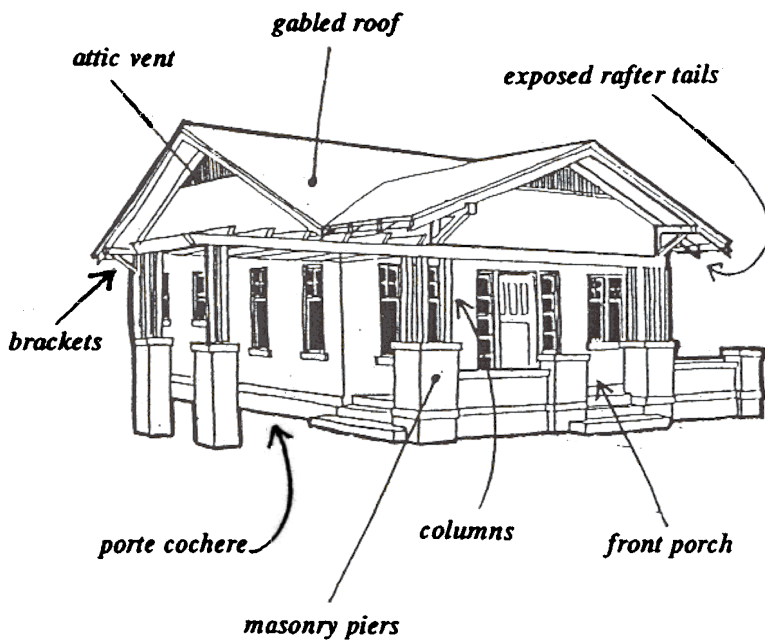 gabled roof
attic vent
exposed rafter tails
brackets
columns
porte cochere
front porch
masonry piers